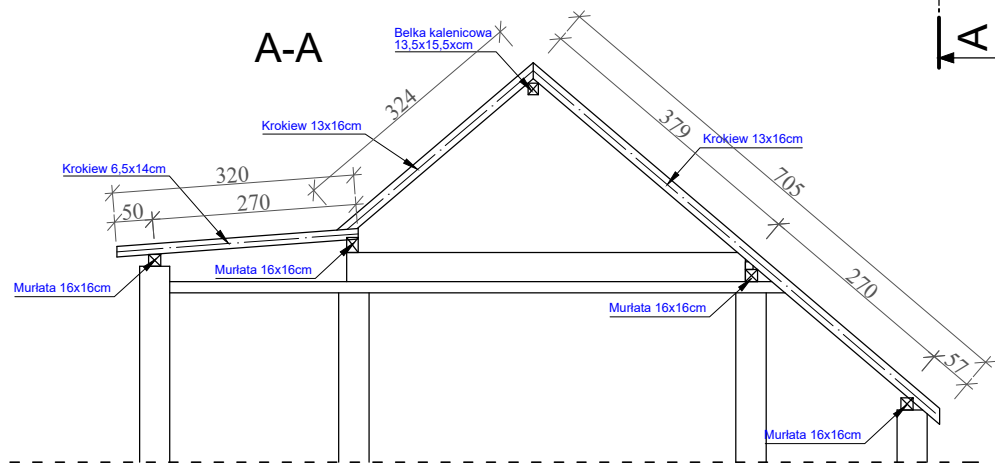 A-A
Belka kalenicowa
13,5x15,5xcm
A
324
Krokiew 13x16cm
379
Krokiew 13x16cm
705
Krokiew 6,5x14cm
320
50
270
Murłata 16x16cm
Murłata 16x16cm
Murłata 16x16cm
270
57
Murłata 16x16cm